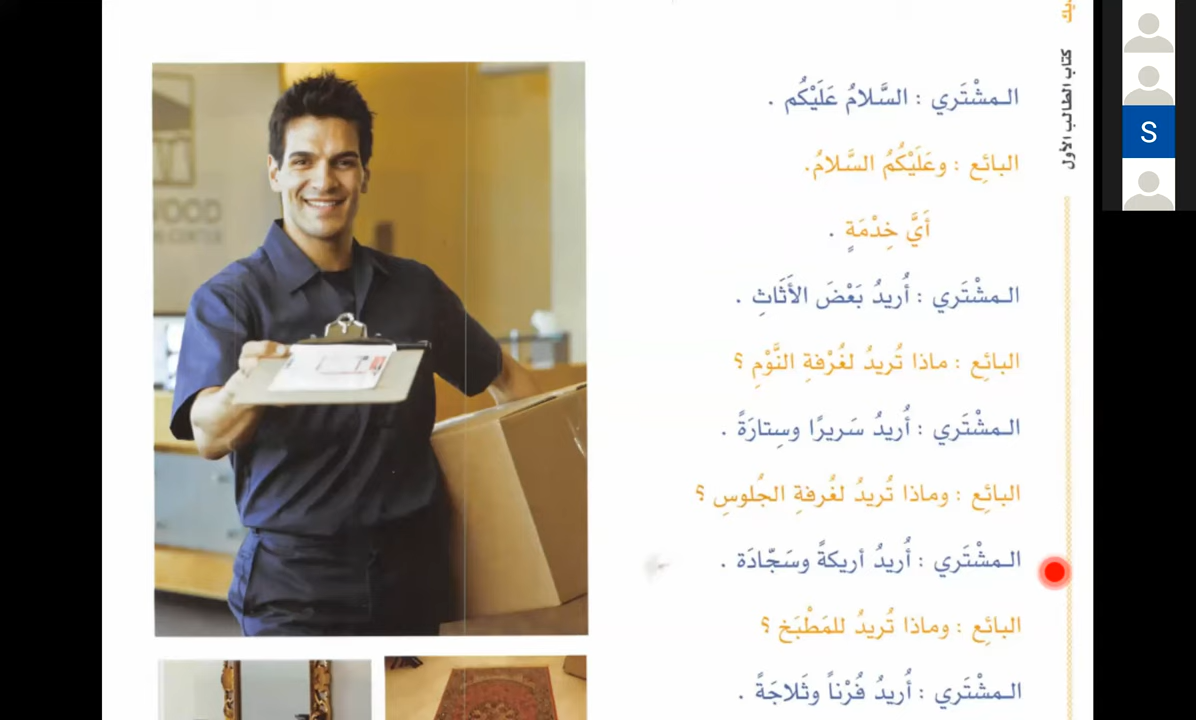 المشْتَري : السَّلامُ عَلَيْكُم .
البائِع : وعَلَيْكُمُ السَّلامُ.
أَيَّ خِدْمَةٍ .
المشْتَري : أُريدُ بَعْضَ الأَثَاثِ .
البائِع : ماذا تُريدُ لغُرْفةِ النَّوْمِ ؟
المشْتَري : أُريدُ سَريرًا وسِتارَةً .
البائِع : وماذا تُريدُ لغُرفةِ الجُلوسِ ؟
المشْتَري : أُريدُ أريكةً وسَجّادَة .
البائِع : وماذا تُريدُ للمَطْبَخ ؟
المشْتَري : أُريدُ فُرْناً وثَلاجَةً .
كتاب الطالب الأول
WOOD
CENTER
S